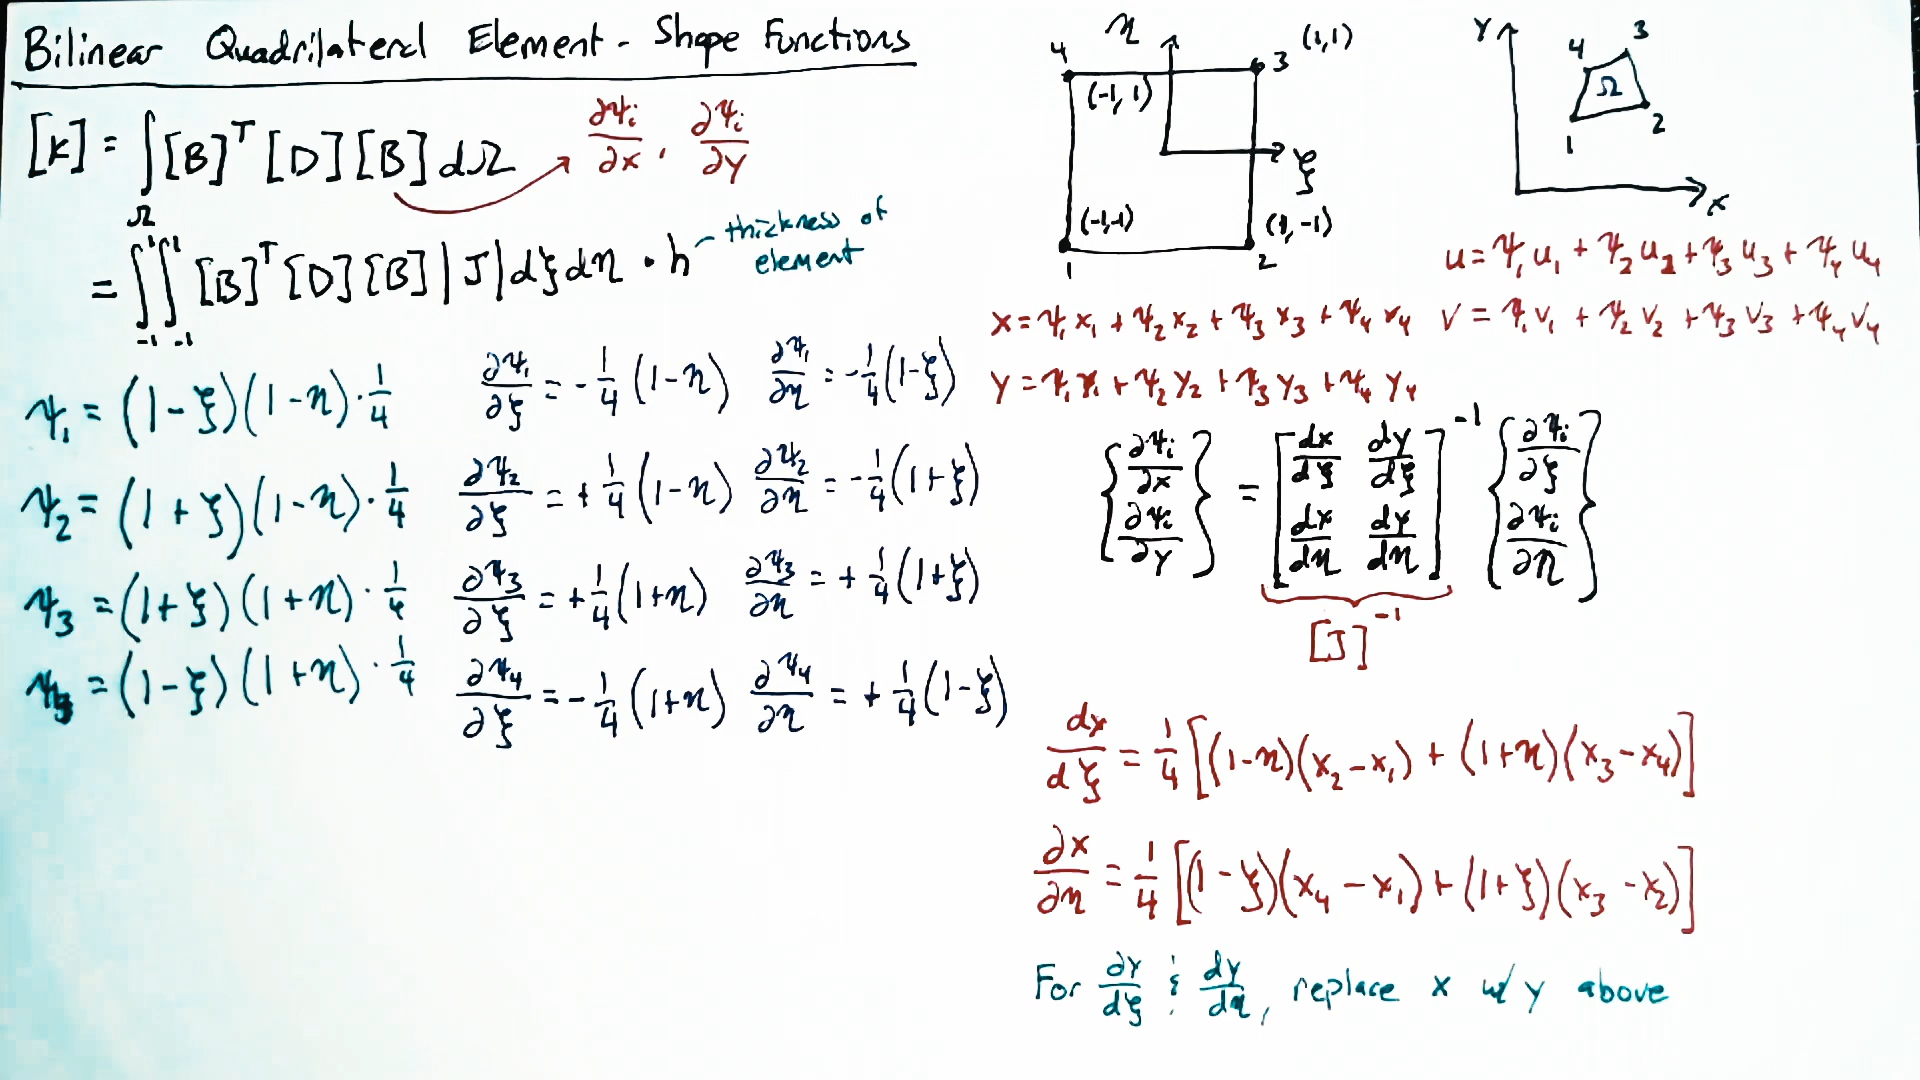 Bilinear Quadrilateral Element - Shape Functions
[K] = ∫Ω [B]ᵀ [D] [B] dΩ
∂ψᵢ/∂x , ∂ψᵢ/∂y
= ∫₋₁¹ ∫₋₁¹ [B]ᵀ [D] [B] |J| dξ dη · h
thickness of
element
ψ₁ = (1-ξ)(1-η)·1/4
∂ψ₁/∂ξ = -1/4 (1-η)
∂ψ₁/∂η = -1/4 (1-ξ)
ψ₂ = (1+ξ)(1-η)·1/4
∂ψ₂/∂ξ = +1/4 (1-η)
∂ψ₂/∂η = -1/4 (1+ξ)
ψ₃ = (1+ξ)(1+η)·1/4
∂ψ₃/∂ξ = +1/4 (1+η)
∂ψ₃/∂η = +1/4 (1+ξ)
= (1-ξ)(1+η)·1/4
∂ψ₄/∂ξ = -1/4 (1+η)
∂ψ₄/∂η = +1/4 (1-ξ)
η
4
3 (1,1)
(-1, 1)
ξ
(-1,-1)
(1, -1)
1
2
Y
3
4
Ω
2
1
x
u = ψ₁u₁ + ψ₂u₂ + ψ₃u₃ + ψ₄u₄
x = ψ₁x₁ + ψ₂x₂ + ψ₃x₃ + ψ₄x₄
v = ψ₁v₁ + ψ₂v₂ + ψ₃v₃ + ψ₄v₄
y = ψ₁y₁ + ψ₂y₂ + ψ₃y₃ + ψ₄y₄
{∂ψᵢ/∂x ∂ψᵢ/∂y} = [dx/dξ dy/dξ dx/dη dy/dη]⁻¹ {∂ψᵢ/∂ξ ∂ψᵢ/∂η}
[J]⁻¹
dx/dξ = 1/4 [(1-η)(x₂-x₁) + (1+η)(x₃-x₄)]
∂x/∂η = 1/4 [(1-ξ)(x₄-x₁) + (1+ξ)(x₃-x₂)]
For ∂y/dξ & dy/dη, replace x w/ y above